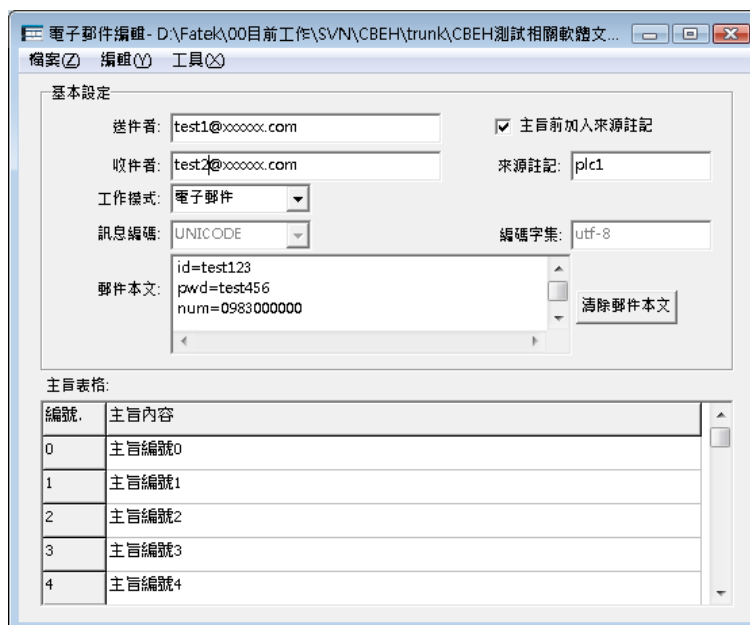 電子郵件編輯- D:\Fatek\00目前工作\SVN\CBEH\trunk\CBEH測試相關軟體文...
檔案(Z) 編輯(Y) 工具(X)
基本設定
送件者: test1@xxxxxx.com 主旨前加入來源註記
收件者: test2@xxxxxx.com 來源註記: plc1
工作模式: 電子郵件
訊息編碼: UNICODE 編碼字集: utf-8
郵件本文: id=test123
pwd=test456
num=0983000000
清除郵件本文
主旨表格:
編號. 主旨內容
0 主旨編號0
1 主旨編號1
2 主旨編號2
3 主旨編號3
4 主旨編號4